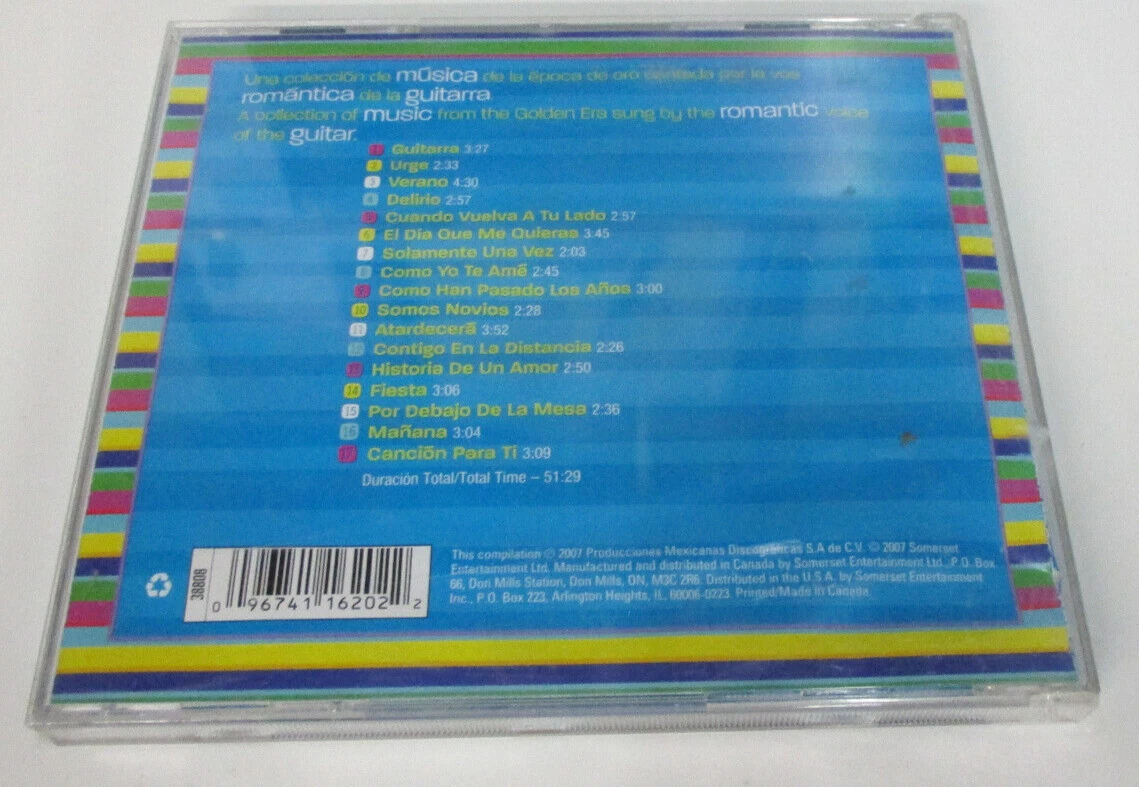 Una colección de música de la época de oro cantada por la voz
romántica de la guitarra.
A collection of music from the Golden Era sung by the romantic voice
of the guitar.
1 Guitarra 3:27
2 Urge 2:33
3 Verano 4:30
4 Delirio 2:57
5 Cuando Vuelva A Tu Lado 2:57
6 El Dia Que Me Quieras 3:45
7 Solamente Una Vez 2:03
8 Como Yo Te Amé 2:45
9 Como Han Pasado Los Años 3:00
10 Somos Novios 2:28
11 Atardecerá 3:52
12 Contigo En La Distancia 2:26
13 Historia De Un Amor 2:50
14 Fiesta 3:06
15 Por Debajo De La Mesa 2:36
16 Mañana 3:04
17 Canción Para Ti 3:09
Duración Total/Total Time – 51:29
38808
0 96741 16202 2
This compilation ℗ 2007 Producciones Mexicanas Discográficas S.A de C.V. © 2007 Somerset
Entertainment Ltd. Manufactured and distributed in Canada by Somerset Entertainment Ltd., P.O. Box
66, Don Mills Station, Don Mills, ON, M3C 2R6. Distributed in the U.S.A. by Somerset Entertainment
Inc., P.O. Box 223, Arlington Heights, IL, 60006-0223. Printed/Made in Canada.